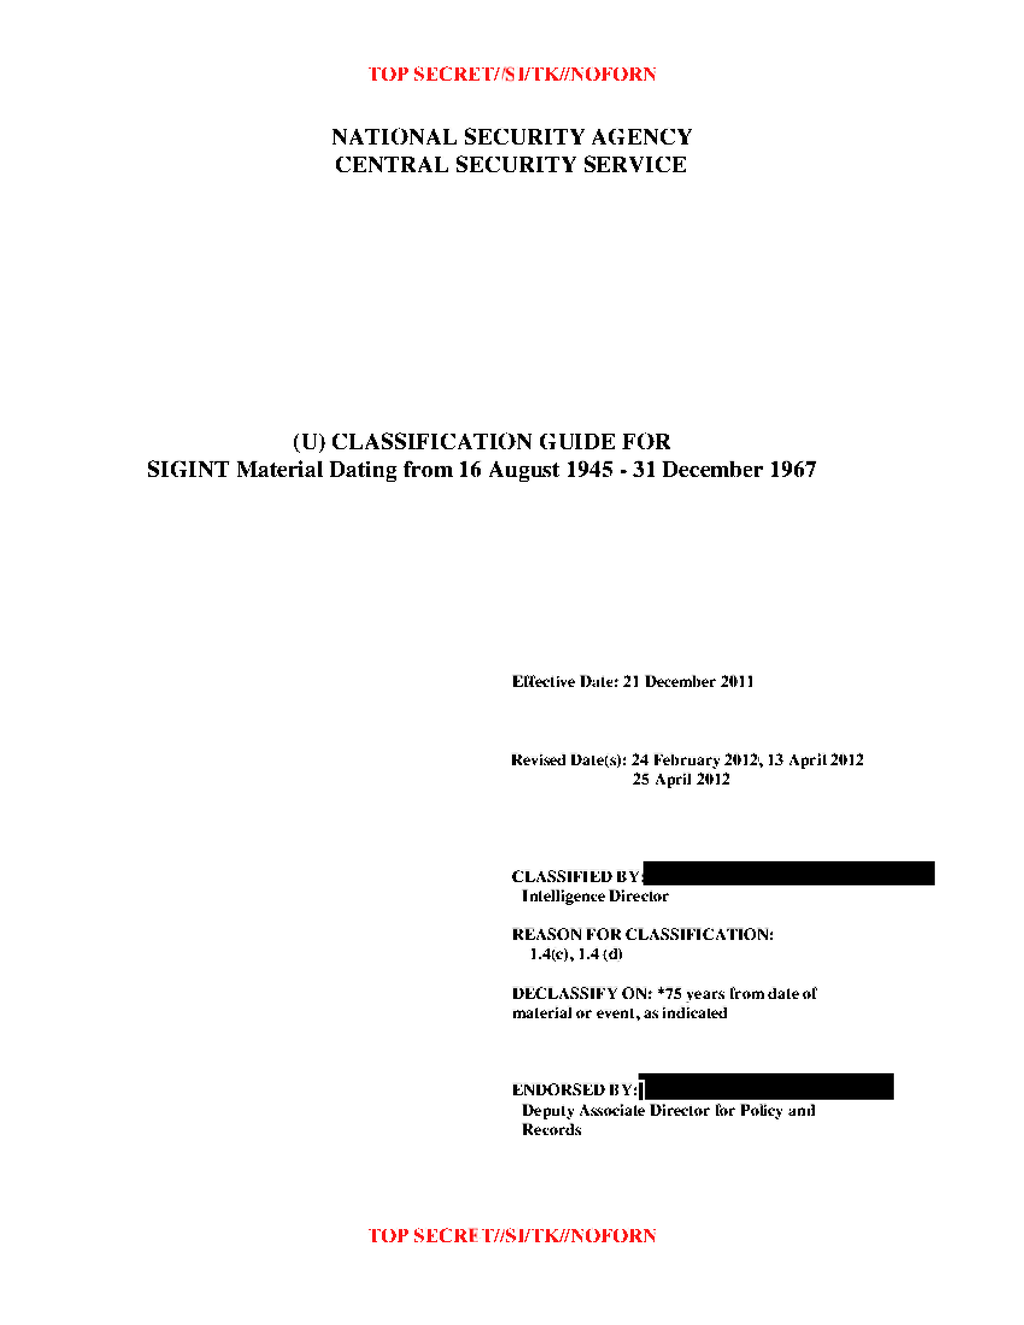 TOP SECRET//SI/TK//NOFORN
NATIONAL SECURITY AGENCY
CENTRAL SECURITY SERVICE
(U) CLASSIFICATION GUIDE FOR
SIGINT Material Dating from 16 August 1945 - 31 December 1967
Effective Date: 21 December 2011
Revised Date(s): 24 February 2012, 13 April 2012
25 April 2012
CLASSIFIED BY:
Intelligence Director
REASON FOR CLASSIFICATION:
1.4(c), 1.4 (d)
DECLASSIFY ON: *75 years from date of
material or event, as indicated
ENDORSED BY:
Deputy Associate Director for Policy and
Records
TOP SECRET//SI/TK//NOFORN